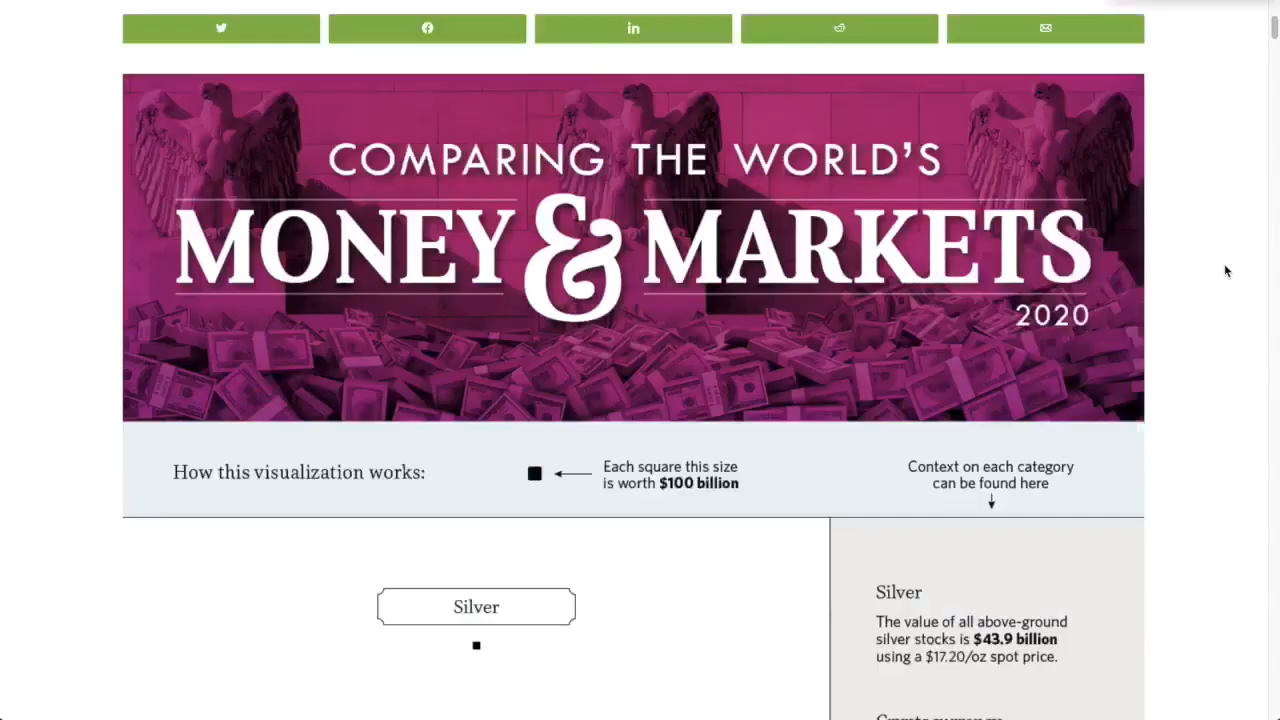 COMPARING THE WORLD'S
MONEY & MARKETS
2020
How this visualization works:
Each square this size
is worth $100 billion
Context on each category
can be found here
Silver
Silver
The value of all above-ground
silver stocks is $43.9 billion
using a $17.20/oz spot price.